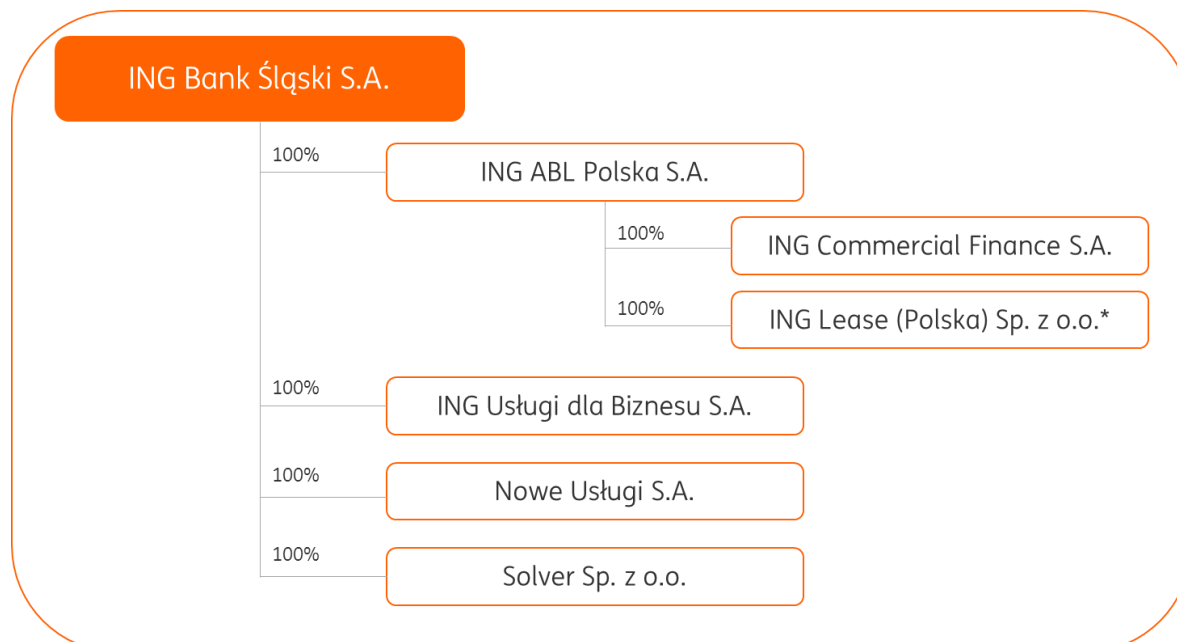 ING Bank Śląski S.A.
100%
ING ABL Polska S.A.
100%
ING Commercial Finance S.A.
100%
ING Lease (Polska) Sp. z o.o.*
100%
ING Usługi dla Biznesu S.A.
100%
Nowe Usługi S.A.
100%
Solver Sp. z o.o.